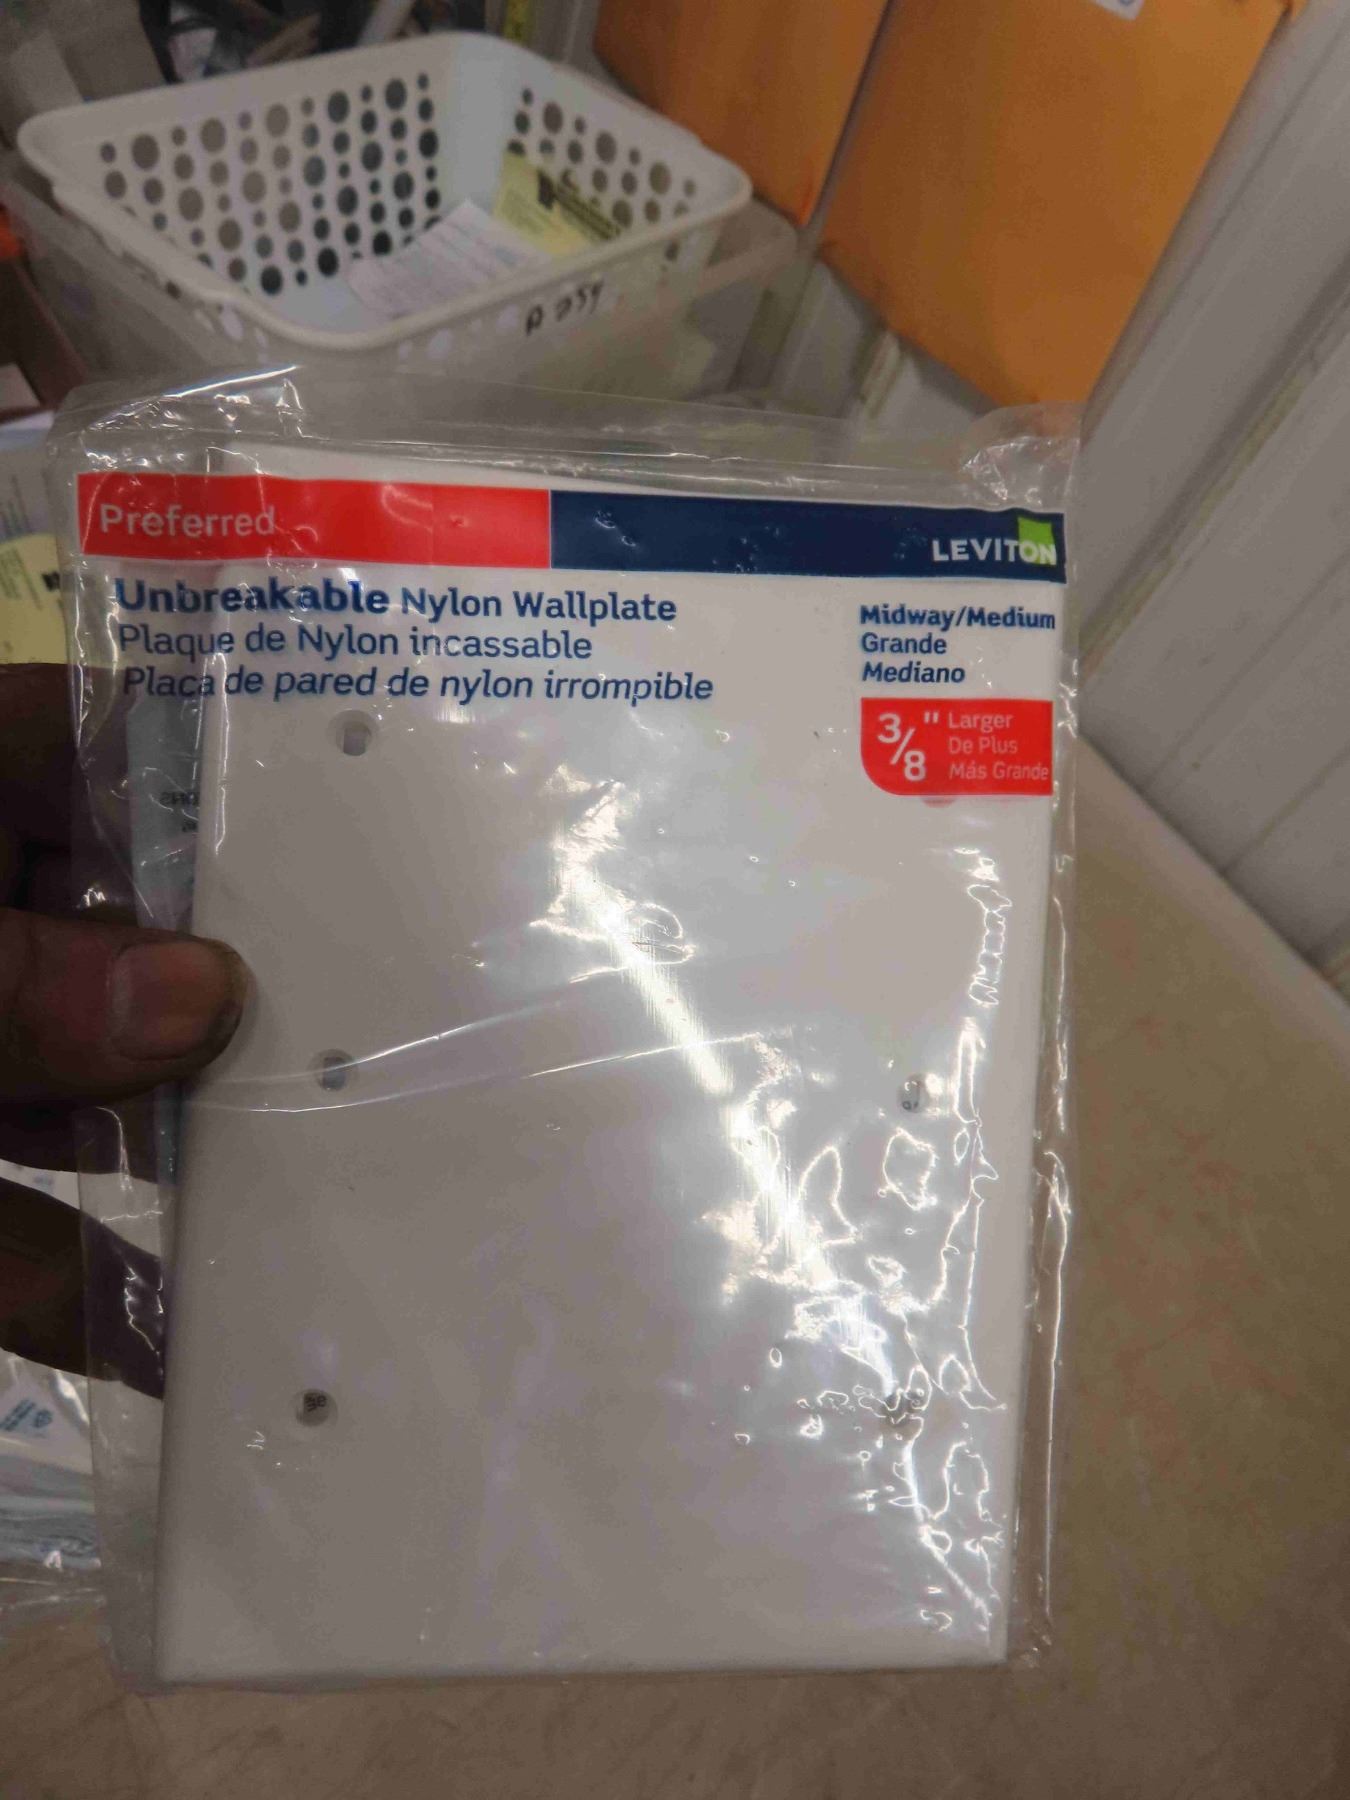 A 254
Preferred
LEVITON
Unbreakable Nylon Wallplate
Plaque de Nylon incassable
Placa de pared de nylon irrompible
Midway/Medium
Grande
Mediano
3/8" Larger
De Plus
Más Grande